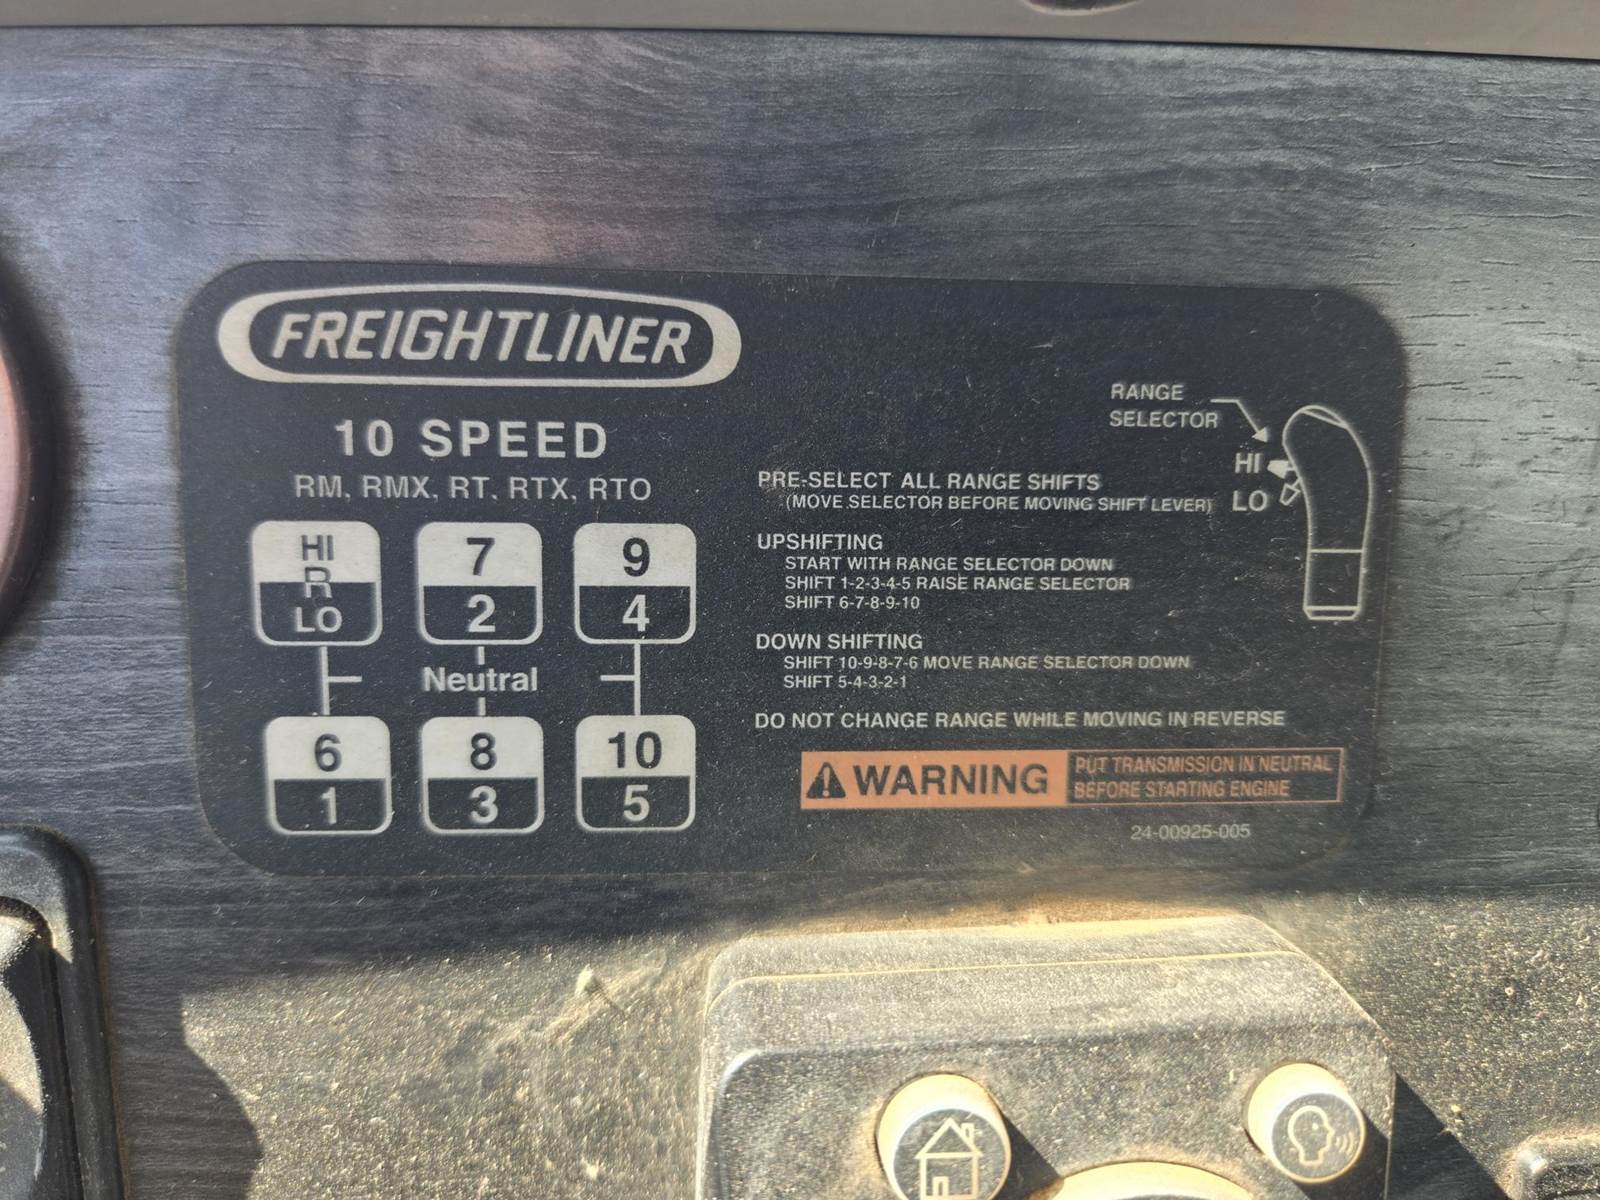 FREIGHTLINER
10 SPEED
RM, RMX, RT, RTX, RTO
HI
R
LO
7
2
9
4
Neutral
6
1
8
3
10
5
RANGE
SELECTOR
HI
LO
PRE-SELECT ALL RANGE SHIFTS
(MOVE SELECTOR BEFORE MOVING SHIFT LEVER)
UPSHIFTING
START WITH RANGE SELECTOR DOWN
SHIFT 1-2-3-4-5 RAISE RANGE SELECTOR
SHIFT 6-7-8-9-10
DOWN SHIFTING
SHIFT 10-9-8-7-6 MOVE RANGE SELECTOR DOWN
SHIFT 5-4-3-2-1
DO NOT CHANGE RANGE WHILE MOVING IN REVERSE
WARNING
PUT TRANSMISSION IN NEUTRAL
BEFORE STARTING ENGINE
24-00925-005